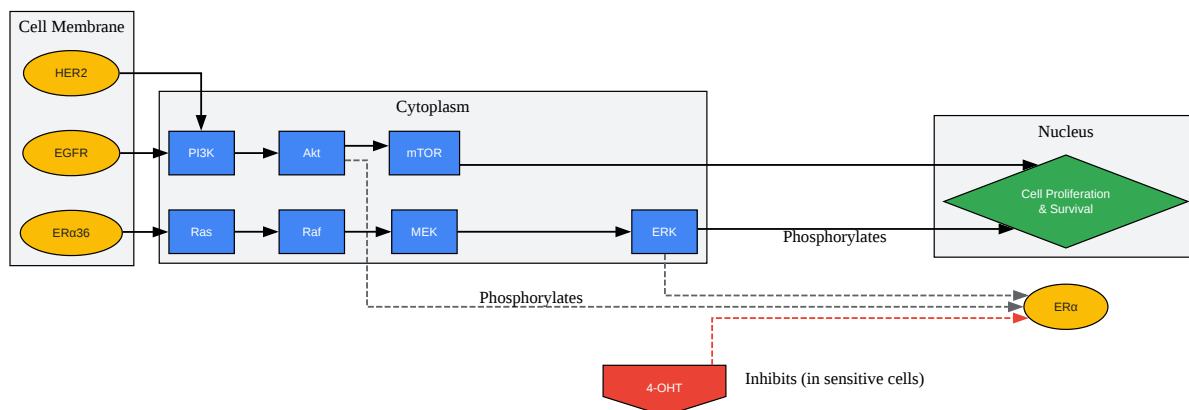 Cell Membrane
HER2
EGFR
ERα36
Cytoplasm
PI3K
Akt
mTOR
Ras
Raf
MEK
ERK
Nucleus
Cell Proliferation
& Survival
Phosphorylates
Phosphorylates
ERα
4-OHT
Inhibits (in sensitive cells)